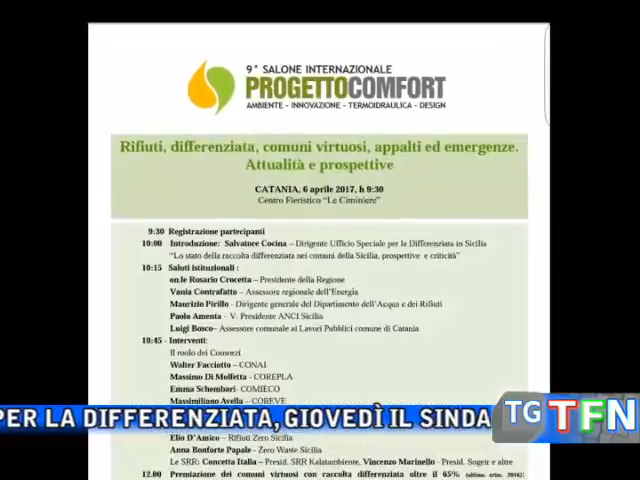 9° SALONE INTERNAZIONALE
PROGETTOCOMFORT
AMBIENTE - INNOVAZIONE - TERMOIDRAULICA - DESIGN
Rifiuti, differenziata, comuni virtuosi, appalti ed emergenze.
Attualità e prospettive
CATANIA, 6 aprile 2017, h 9:30
Centro Fieristico “Le Ciminiere”
9:30 Registrazione partecipanti
10:00 Introduzione: Salvatore Cocina – Dirigente Ufficio Speciale per la Differenziata in Sicilia
“Lo stato della raccolta differenziata nei comuni della Sicilia, prospettive e criticità”
10:15 Saluti istituzionali :
on.le Rosario Crocetta – Presidente della Regione
Vania Contrafatto – Assessore regionale dell’Energia
Maurizio Pirillo - Dirigente generale del Dipartimento dell’Acqua e dei Rifiuti
Paolo Amenta – V. Presidente ANCI Sicilia
Luigi Bosco– Assessore comunale ai Lavori Pubblici comune di Catania
10:45 - Interventi:
Il ruolo dei Consorzi
Walter Facciotto – CONAI
Massimo Di Molfetta - COREPLA
Emma Schembari- COMIECO
Massimiliano Avella – COREVE
PER LA DIFFERENZIATA, GIOVEDÌ IL SINDA
TGTFN
Elio D’Amico – Rifiuti Zero Sicilia
Anna Bonforte Papale - Zero Waste Sicilia
Le SRR: Concetta Italia – Presid. SRR Kalatambiente, Vincenzo Marinello - Presid. Sogeir e altre
12.00 Premiazione dei comuni virtuosi con raccolta differenziata oltre il 65% (ultimo trim. 2016):